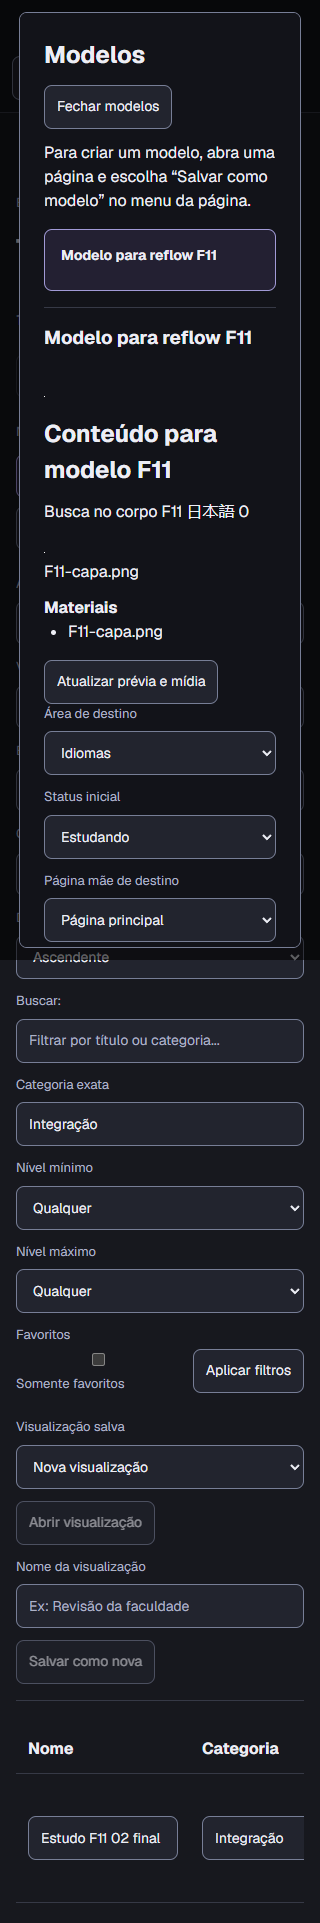 Modelos
Fechar modelos
Para criar um modelo, abra uma
página e escolha “Salvar como
modelo” no menu da página.
Modelo para reflow F11
Modelo para reflow F11
Conteúdo para
modelo F11
Busca no corpo F11 日本語 0
F11-capa.png
Materiais
• F11-capa.png
Atualizar prévia e mídia
Área de destino
Idiomas
Status inicial
Estudando
Página mãe de destino
Página principal
Ascendente
Buscar:
Filtrar por título ou categoria...
Categoria exata
Integração
Nível mínimo
Qualquer
Nível máximo
Qualquer
Favoritos
Somente favoritos
Aplicar filtros
Visualização salva
Nova visualização
Abrir visualização
Nome da visualização
Ex: Revisão da faculdade
Salvar como nova
Nome Categoria
Estudo F11 02 final Integração